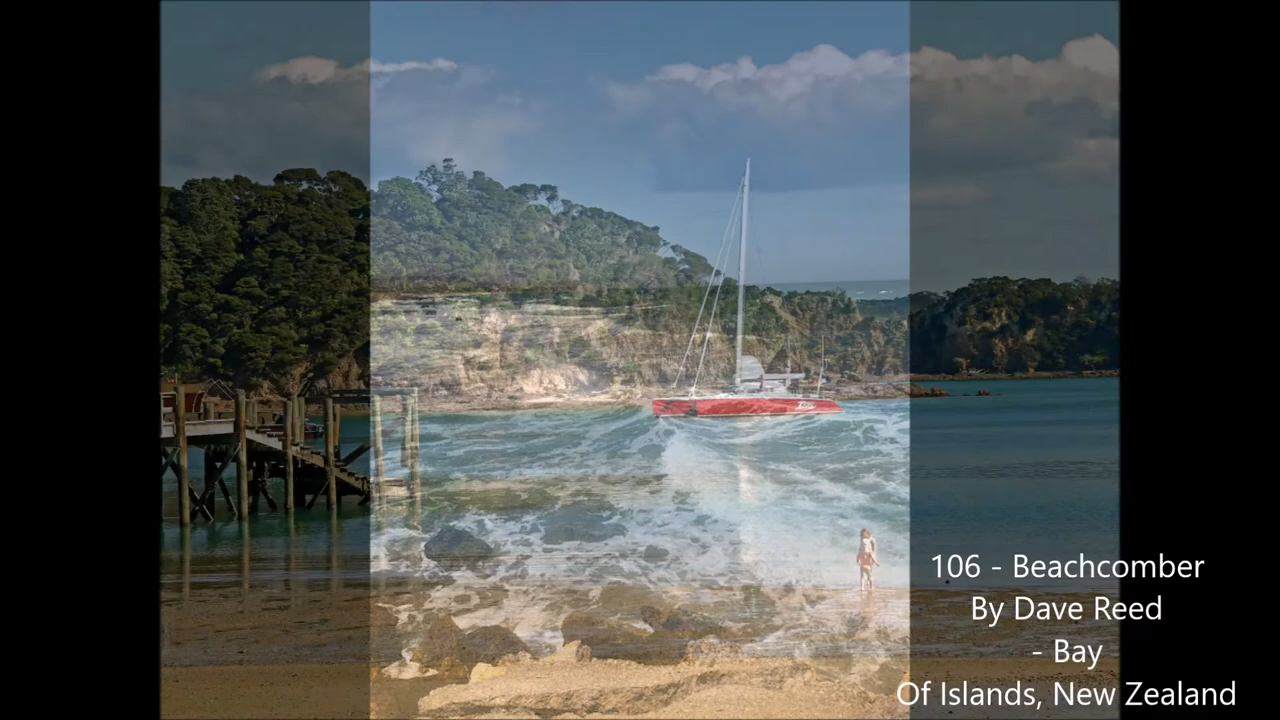 106 - Beachcomber
By Dave Reed
- Bay
Of Islands, New Zealand